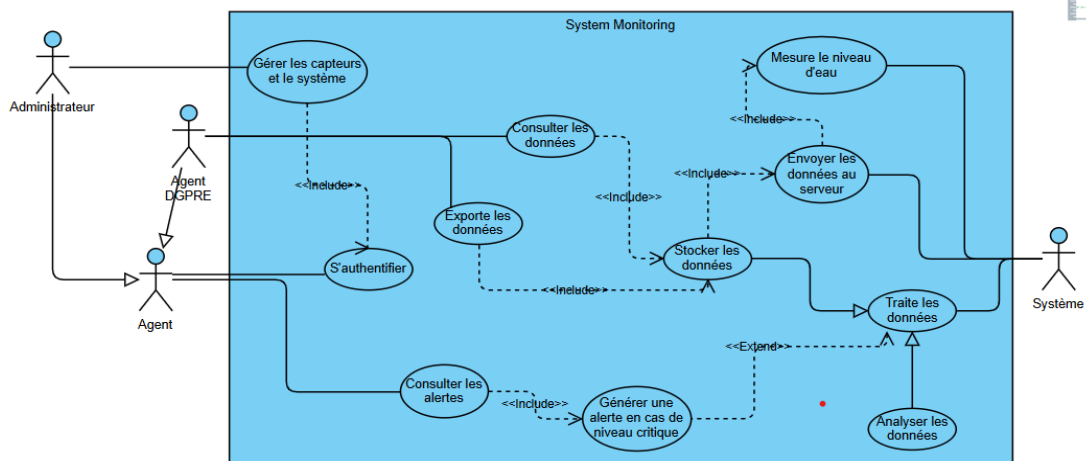 System Monitoring
Gérer les capteurs
et le système
Mesure le niveau
d'eau
Administrateur
<<Include>>
Consulter les
données
Envoyer les
données au
serveur
Agent
DGPRE
<<Include>>
<<Include>>
<<Include>>
Exporte les
données
S'authentifier
Stocker les
données
<<Include>>
Traite les
données
Système
Agent
<<Extend>>
Consulter les
alertes
<<Include>>
Générer une
alerte en cas de
niveau critique
Analyser les
données